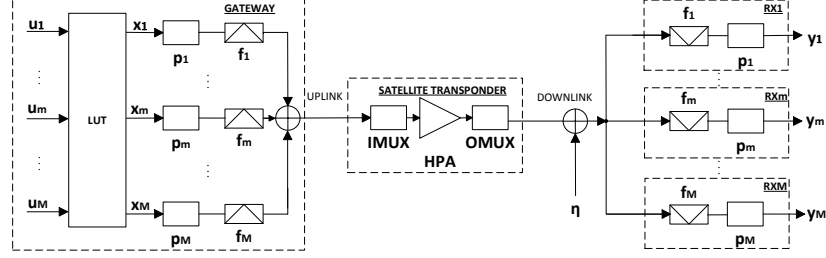 GATEWAY
u1
x1
p1
f1
⋮
⋮
⋮
⋮
um
LUT
xm
pm
fm
⋮
⋮
⋮
⋮
uM
xM
pM
fM
UPLINK
SATELLITE TRANSPONDER
IMUX
OMUX
HPA
DOWNLINK
η
RX1
f1
p1
y1
⋮
RXm
fm
pm
ym
⋮
RXM
fM
pM
yM